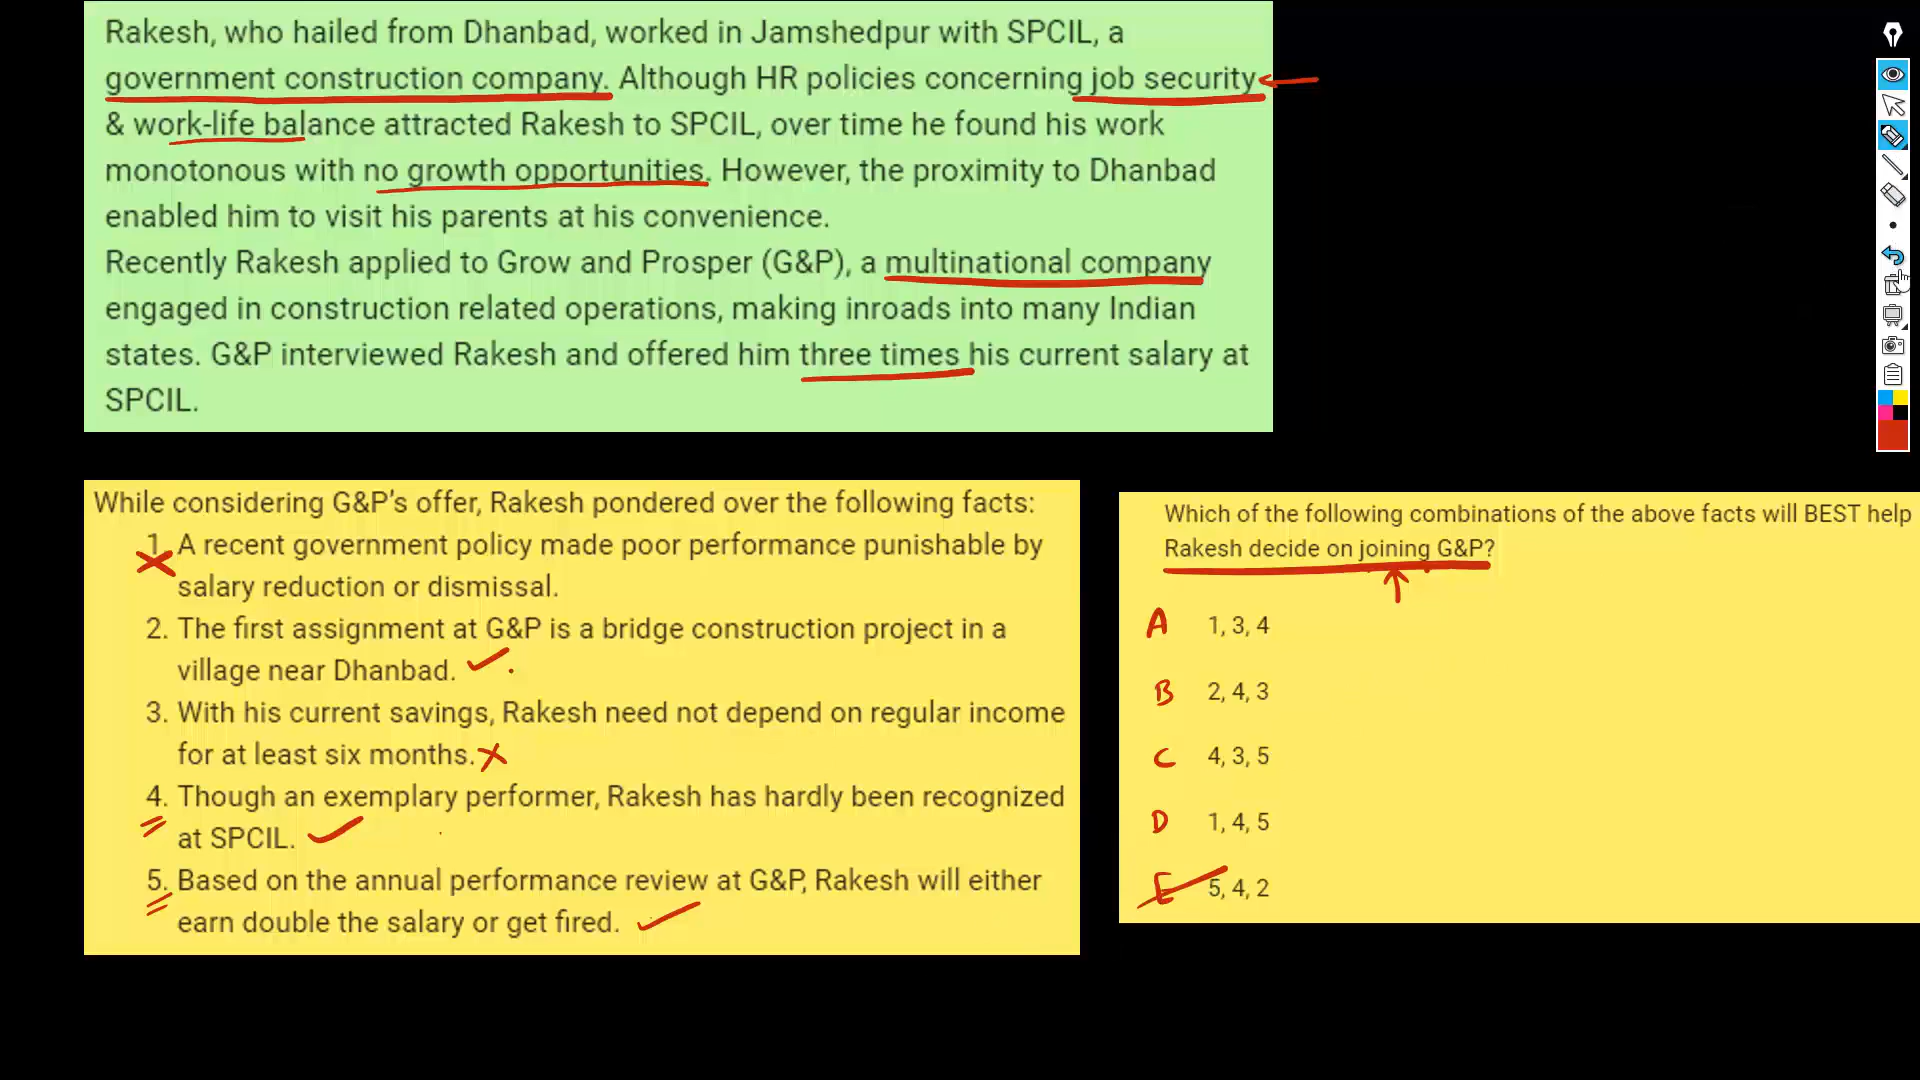 Rakesh, who hailed from Dhanbad, worked in Jamshedpur with SPCIL, a
government construction company. Although HR policies concerning job security
& work-life balance attracted Rakesh to SPCIL, over time he found his work
monotonous with no growth opportunities. However, the proximity to Dhanbad
enabled him to visit his parents at his convenience.
Recently Rakesh applied to Grow and Prosper (G&P), a multinational company
engaged in construction related operations, making inroads into many Indian
states. G&P interviewed Rakesh and offered him three times his current salary at
SPCIL.
While considering G&P's offer, Rakesh pondered over the following facts:
1. A recent government policy made poor performance punishable by
salary reduction or dismissal.
2. The first assignment at G&P is a bridge construction project in a
village near Dhanbad.
3. With his current savings, Rakesh need not depend on regular income
for at least six months.
4. Though an exemplary performer, Rakesh has hardly been recognized
at SPCIL.
5. Based on the annual performance review at G&P, Rakesh will either
earn double the salary or get fired.
Which of the following combinations of the above facts will BEST help
Rakesh decide on joining G&P?
A 1, 3, 4
B 2, 4, 3
C 4, 3, 5
D 1, 4, 5
E 5, 4, 2